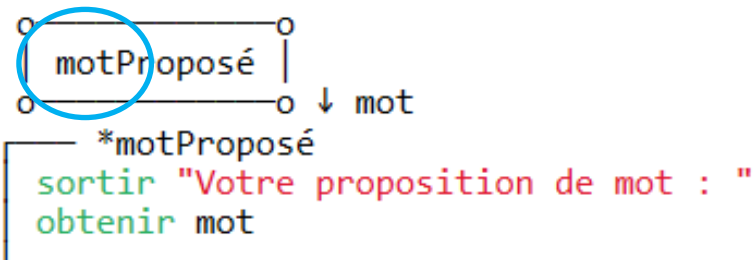 motProposé
↓ mot
*motProposé
sortir "Votre proposition de mot : "
obtenir mot